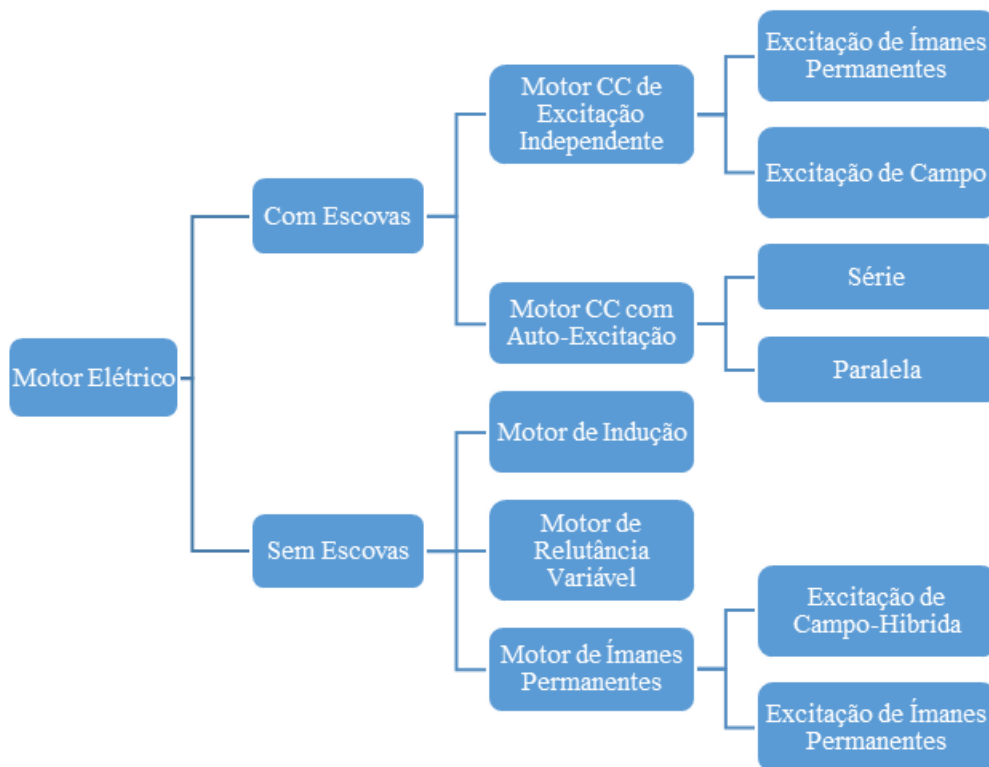 Motor Elétrico
Com Escovas
Motor CC de
Excitação
Independente
Excitação de Ímanes
Permanentes
Excitação de Campo
Motor CC com
Auto-Excitação
Série
Paralela
Sem Escovas
Motor de Indução
Motor de
Relutância
Variável
Motor de Ímanes
Permanentes
Excitação de
Campo-Hibrida
Excitação de Ímanes
Permanentes